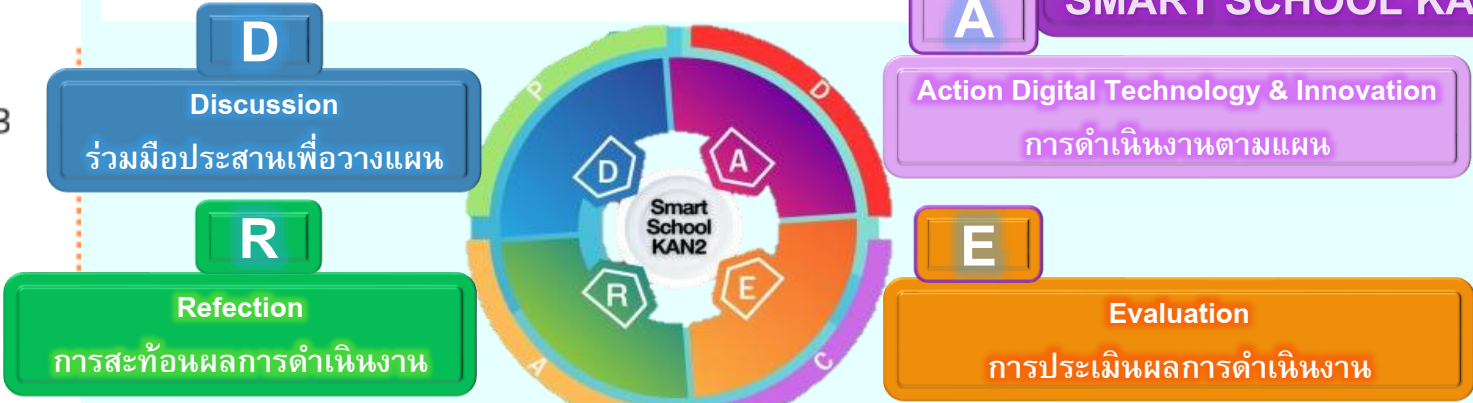 SMART SCHOOL KA
D
Discussion
ร่วมมือประสานเพื่อวางแผน
A
Action Digital Technology & Innovation
การดำเนินงานตามแผน
P
D
D
A
Smart
School
KAN2
R
E
A
C
R
Refection
การสะท้อนผลการดำเนินงาน
E
Evaluation
การประเมินผลการดำเนินงาน